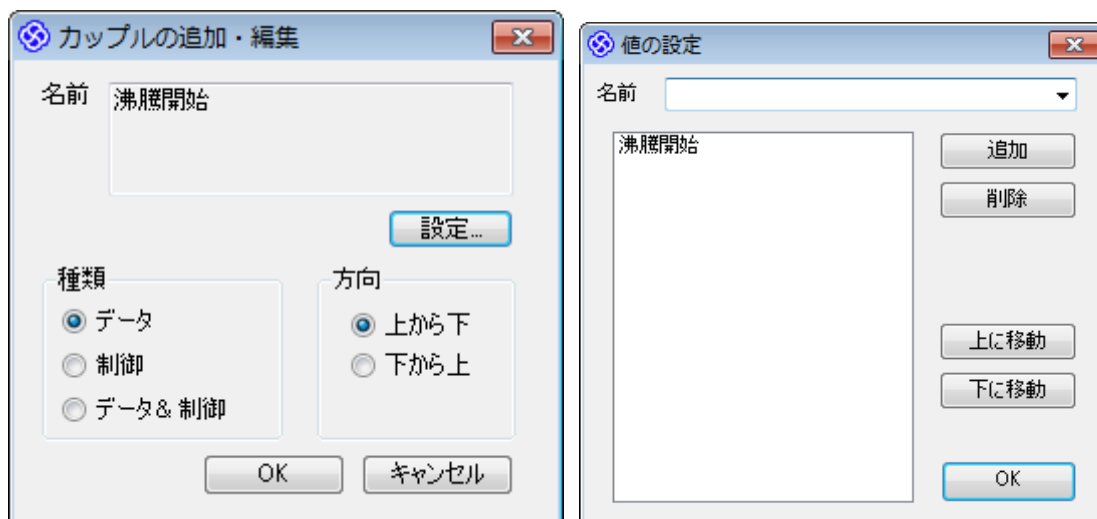 カップルの追加・編集
名前
沸騰開始
設定...
種類
データ
制御
データ& 制御
方向
上から下
下から上
OK
キャンセル
値の設定
名前
沸騰開始
追加
削除
上に移動
下に移動
OK